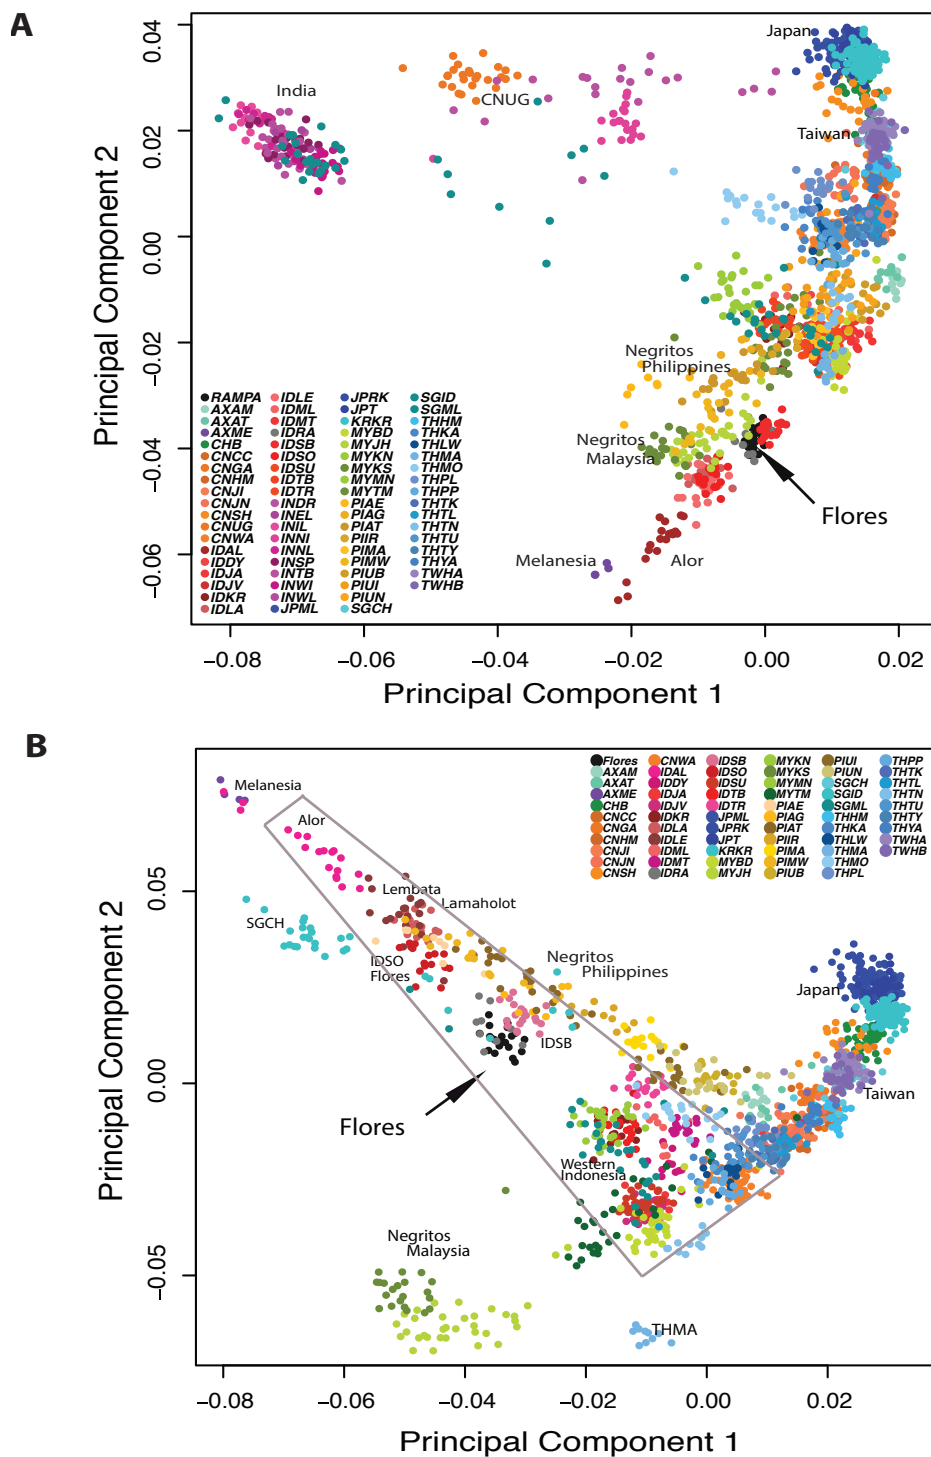 A
Principal Component 2
0.04
0.02
0.00
−0.02
−0.04
−0.06
Japan
India
CNUG
Taiwan
Negritos
Philippines
Negritos
Malaysia
Flores
Melanesia
Alor
RAMPA
AXAM
AXAT
AXME
CHB
CNCC
CNGA
CNHM
CNJI
CNJN
CNSH
CNUG
CNWA
IDAL
IDDY
IDJA
IDJV
IDKR
IDLA
IDLE
IDML
IDMT
IDRA
IDSB
IDSO
IDSU
IDTB
IDTR
INDR
INEL
INIL
INNI
INNL
INSP
INTB
INWI
INWL
JPML
JPRK
JPT
KRKR
MYBD
MYJH
MYKN
MYKS
MYMN
MYTM
PIAE
PIAG
PIAT
PIIR
PIMA
PIMW
PIUB
PIUI
PIUN
SGCH
SGID
SGML
THHM
THKA
THLW
THMA
THMO
THPL
THPP
THTK
THTL
THTN
THTU
THTY
THYA
TWHA
TWHB
−0.08
−0.06
−0.04
−0.02
0.00
0.02
Principal Component 1
B
Principal Component 2
0.05
0.00
−0.05
Melanesia
Alor
Lembata
Lamaholot
SGCH
IDSO
Flores
Negritos
Philippines
IDSB
Flores
Japan
Taiwan
Western
Indonesia
Negritos
Malaysia
THMA
Flores
AXAM
AXAT
AXME
CHB
CNCC
CNGA
CNHM
CNJI
CNJN
CNSH
CNWA
IDAL
IDDY
IDJA
IDJV
IDKR
IDLA
IDLE
IDML
IDMT
IDRA
IDSB
IDSO
IDSU
IDTB
IDTR
JPML
JPRK
JPT
KRKR
MYBD
MYJH
MYKN
MYKS
MYMN
MYTM
PIAE
PIAG
PIAT
PIIR
PIMA
PIMW
PIUB
PIUI
PIUN
SGCH
SGID
SGML
THHM
THKA
THLW
THMA
THMO
THPL
THPP
THTK
THTL
THTN
THTU
THTY
THYA
TWHA
TWHB
−0.08
−0.06
−0.04
−0.02
0.00
0.02
Principal Component 1